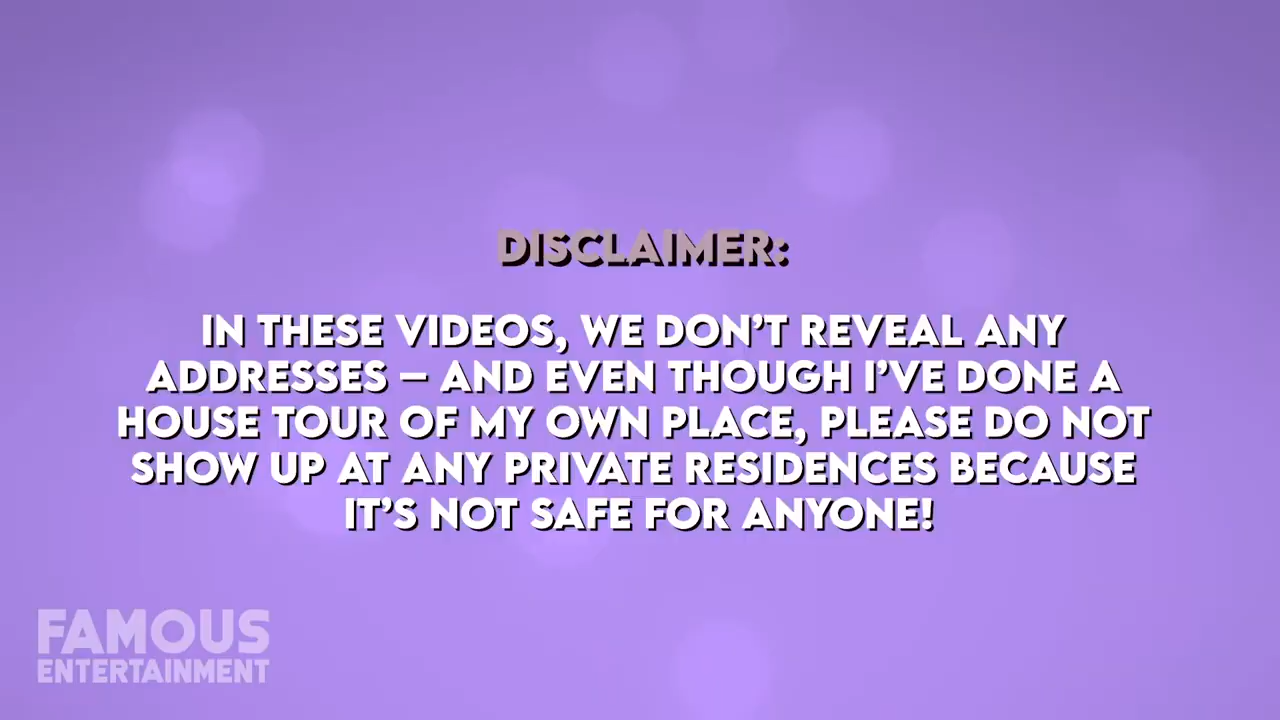 DISCLAIMER:
IN THESE VIDEOS, WE DON'T REVEAL ANY
ADDRESSES – AND EVEN THOUGH I'VE DONE A
HOUSE TOUR OF MY OWN PLACE, PLEASE DO NOT
SHOW UP AT ANY PRIVATE RESIDENCES BECAUSE
IT'S NOT SAFE FOR ANYONE!
FAMOUS
ENTERTAINMENT